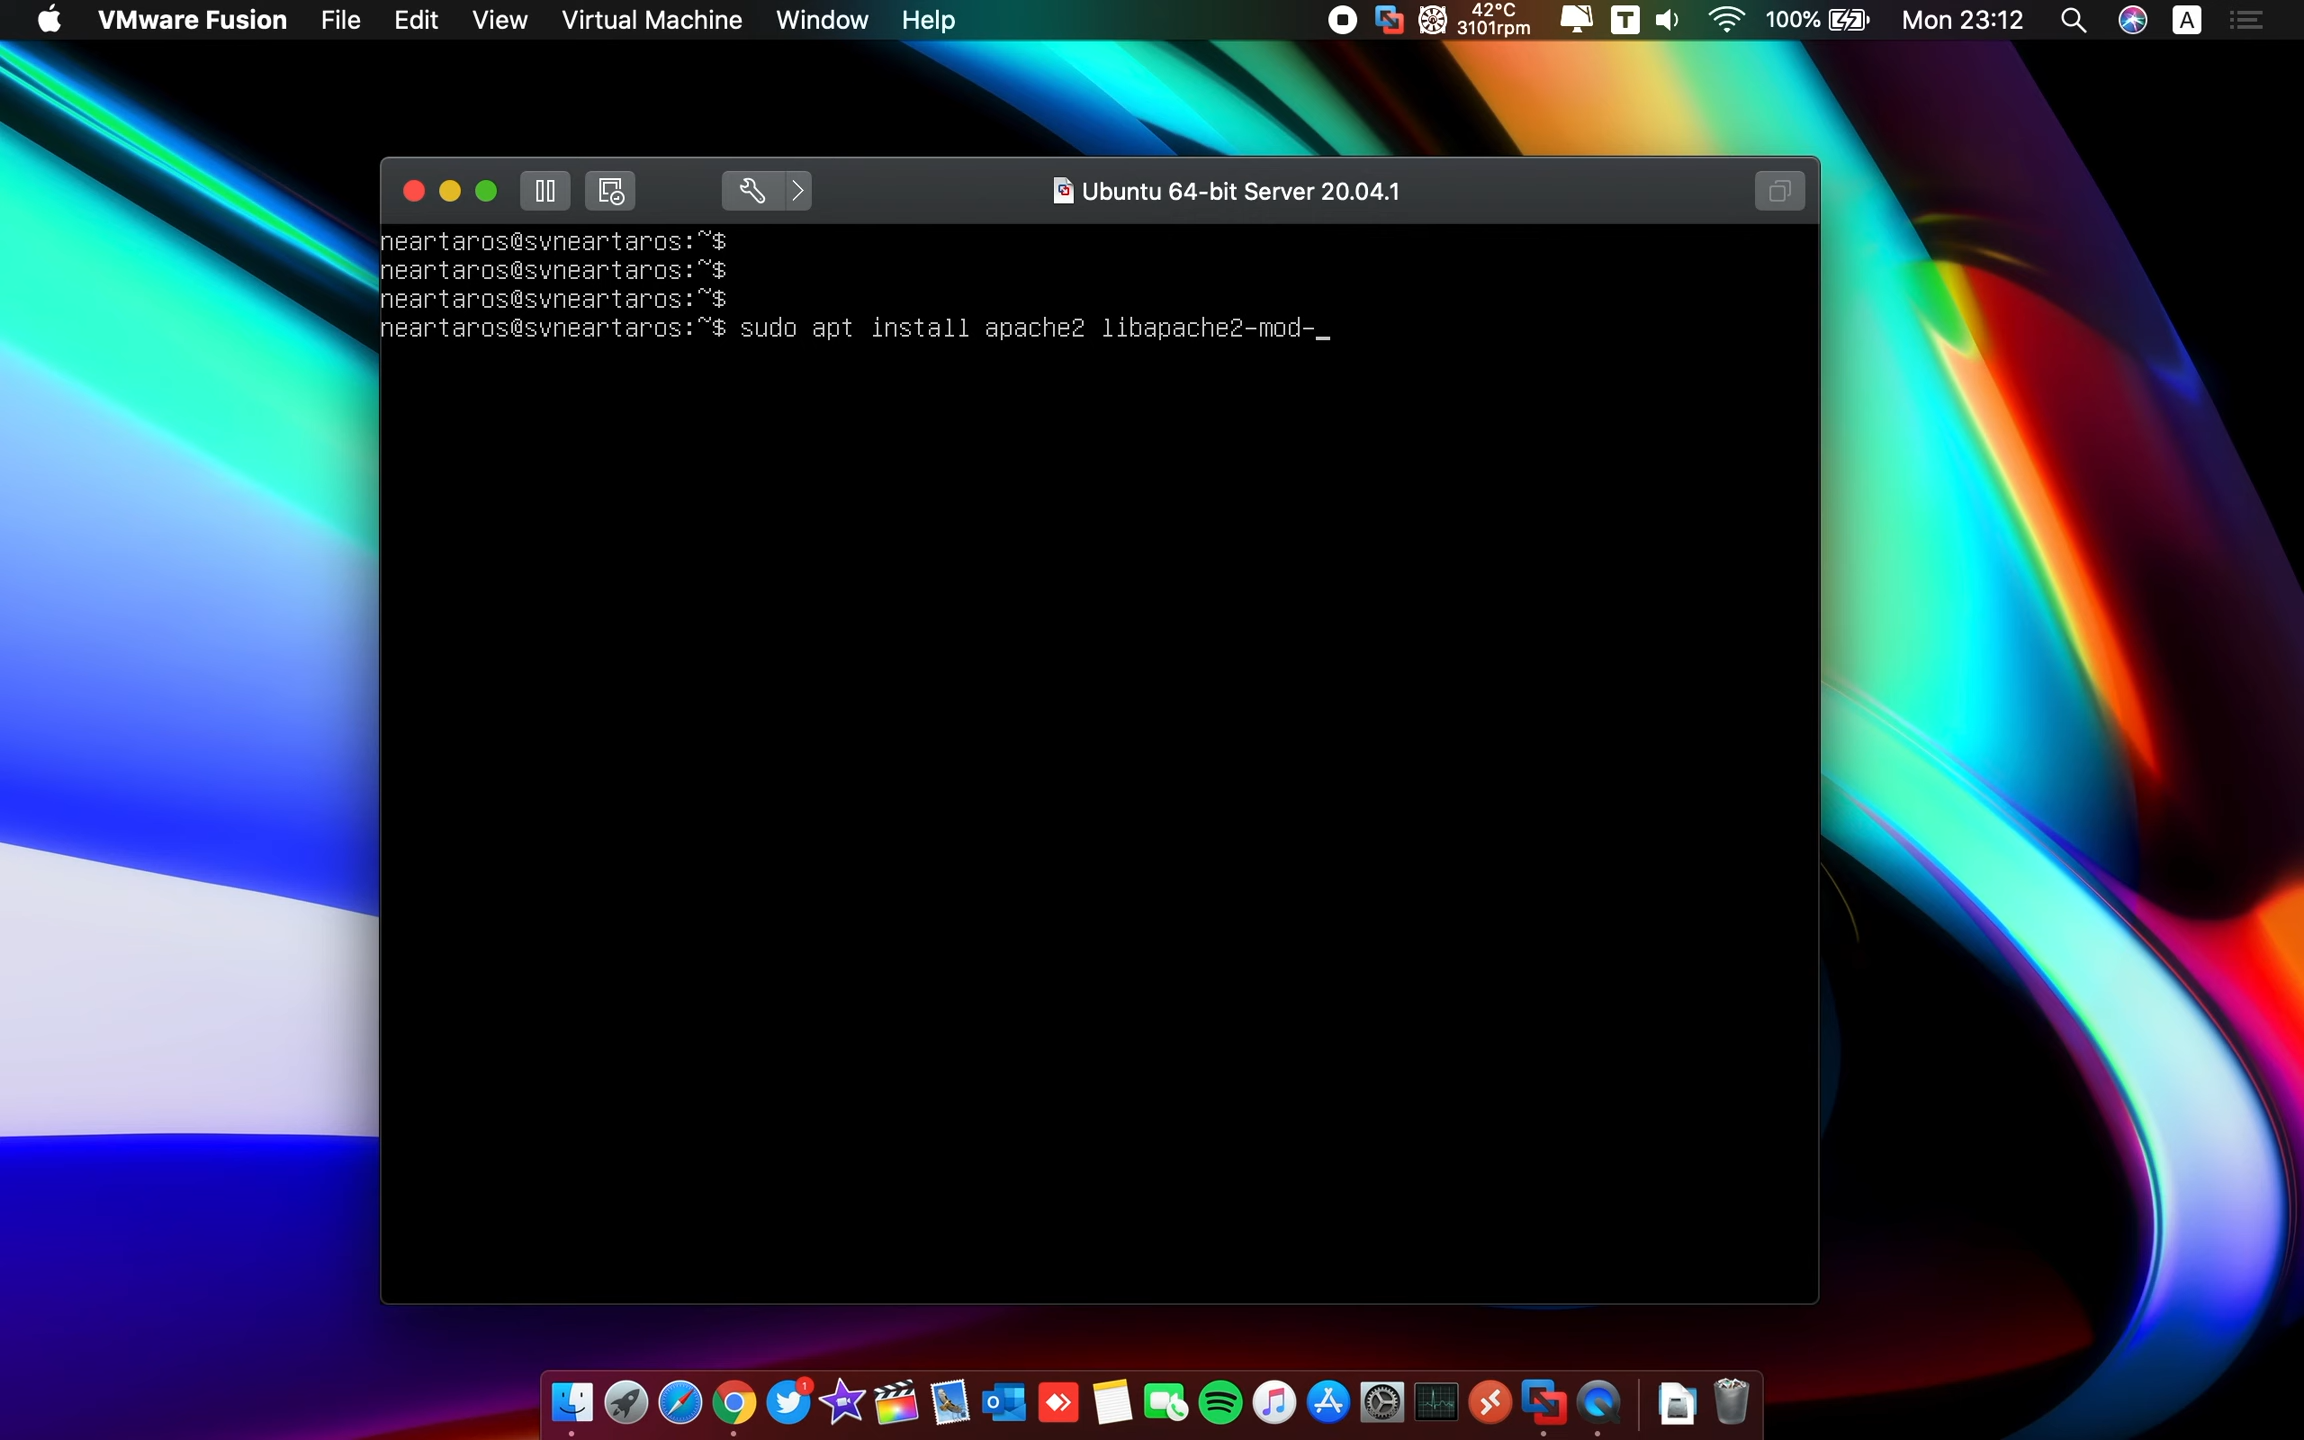 VMware Fusion File Edit View Virtual Machine Window Help 42°C 3101rpm T 100% Mon 23:12 A
Ubuntu 64-bit Server 20.04.1
neartaros@svneartaros:~$
neartaros@svneartaros:~$
neartaros@svneartaros:~$
neartaros@svneartaros:~$ sudo apt install apache2 libapache2-mod-_
1